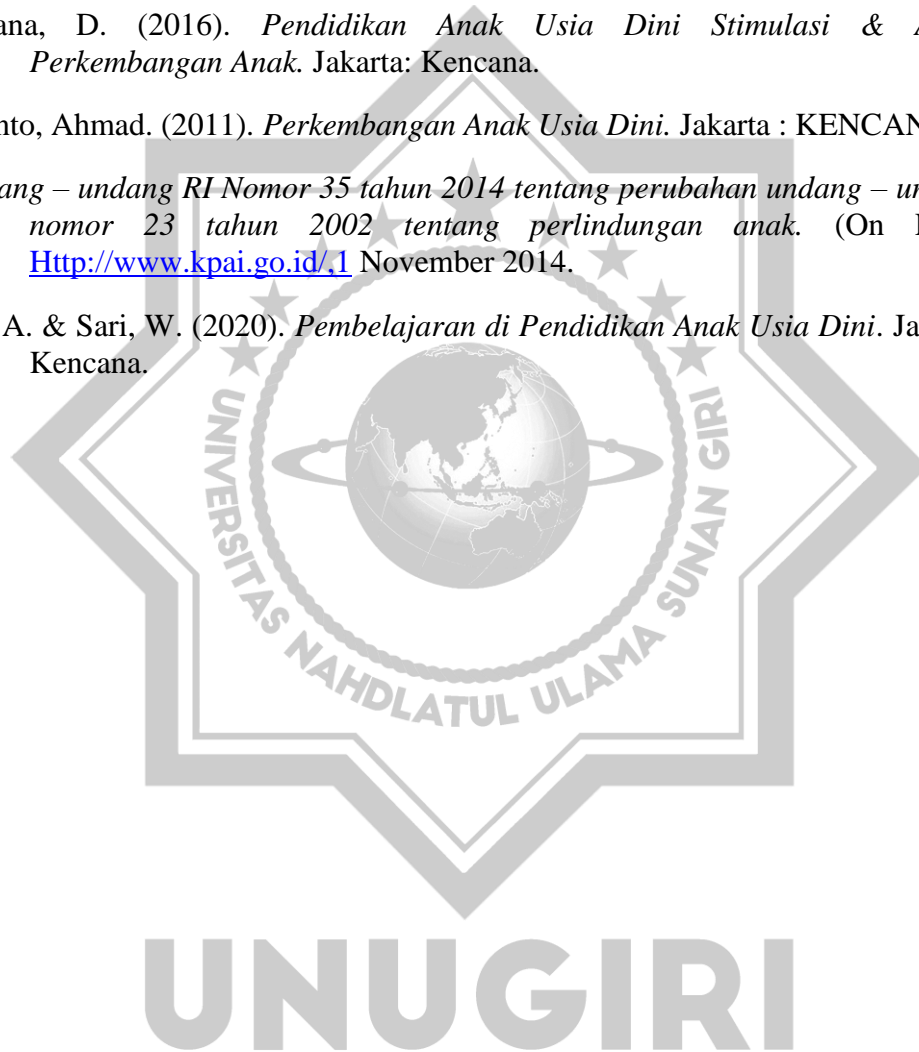 ana, D. (2016). Pendidikan Anak Usia Dini Stimulasi & A
Perkembangan Anak. Jakarta: Kencana.
nto, Ahmad. (2011). Perkembangan Anak Usia Dini. Jakarta : KENCAN
ang – undang RI Nomor 35 tahun 2014 tentang perubahan undang – un
nomor 23 tahun 2002 tentang perlindungan anak. (On
Http://www.kpai.go.id/,1 November 2014.
A. & Sari, W. (2020). Pembelajaran di Pendidikan Anak Usia Dini. Ja
Kencana.
UNIVERSITAS NAHDLATUL ULAMA SUNAN GIRI
UNUGIRI